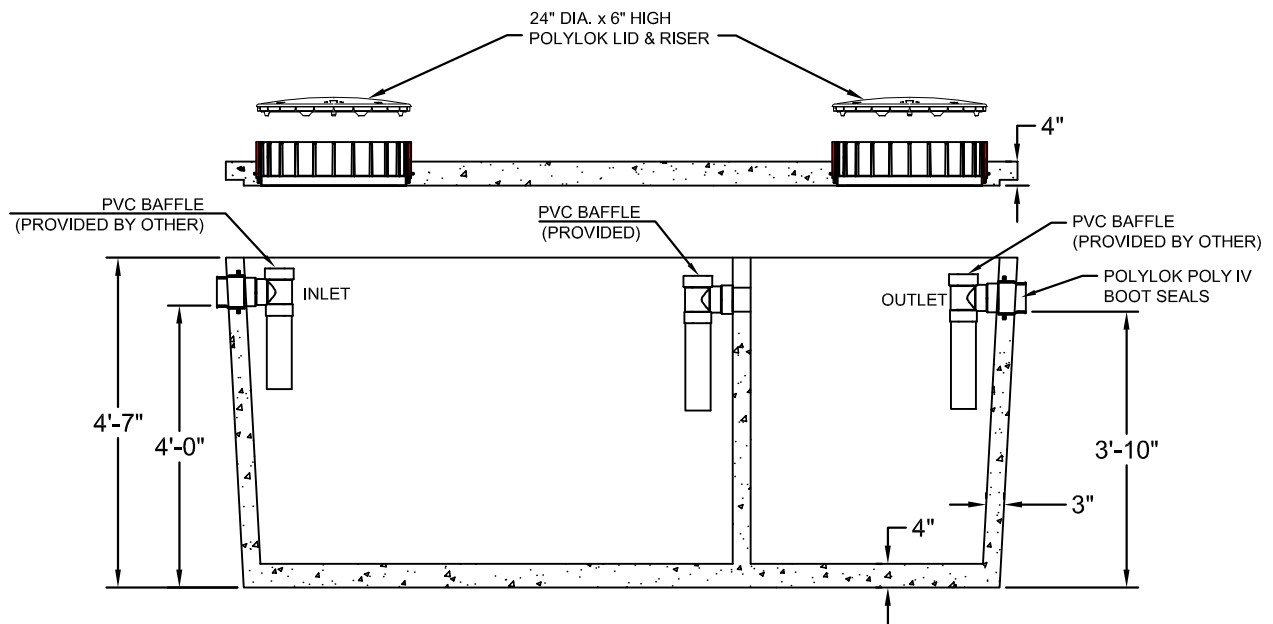 24" DIA. x 6" HIGH
POLYLOK LID & RISER
4"
PVC BAFFLE
(PROVIDED BY OTHER)
PVC BAFFLE
(PROVIDED)
PVC BAFFLE
(PROVIDED BY OTHER)
INLET
OUTLET
POLYLOK POLY IV
BOOT SEALS
4'-7"
4'-0"
3'-10"
3"
4"